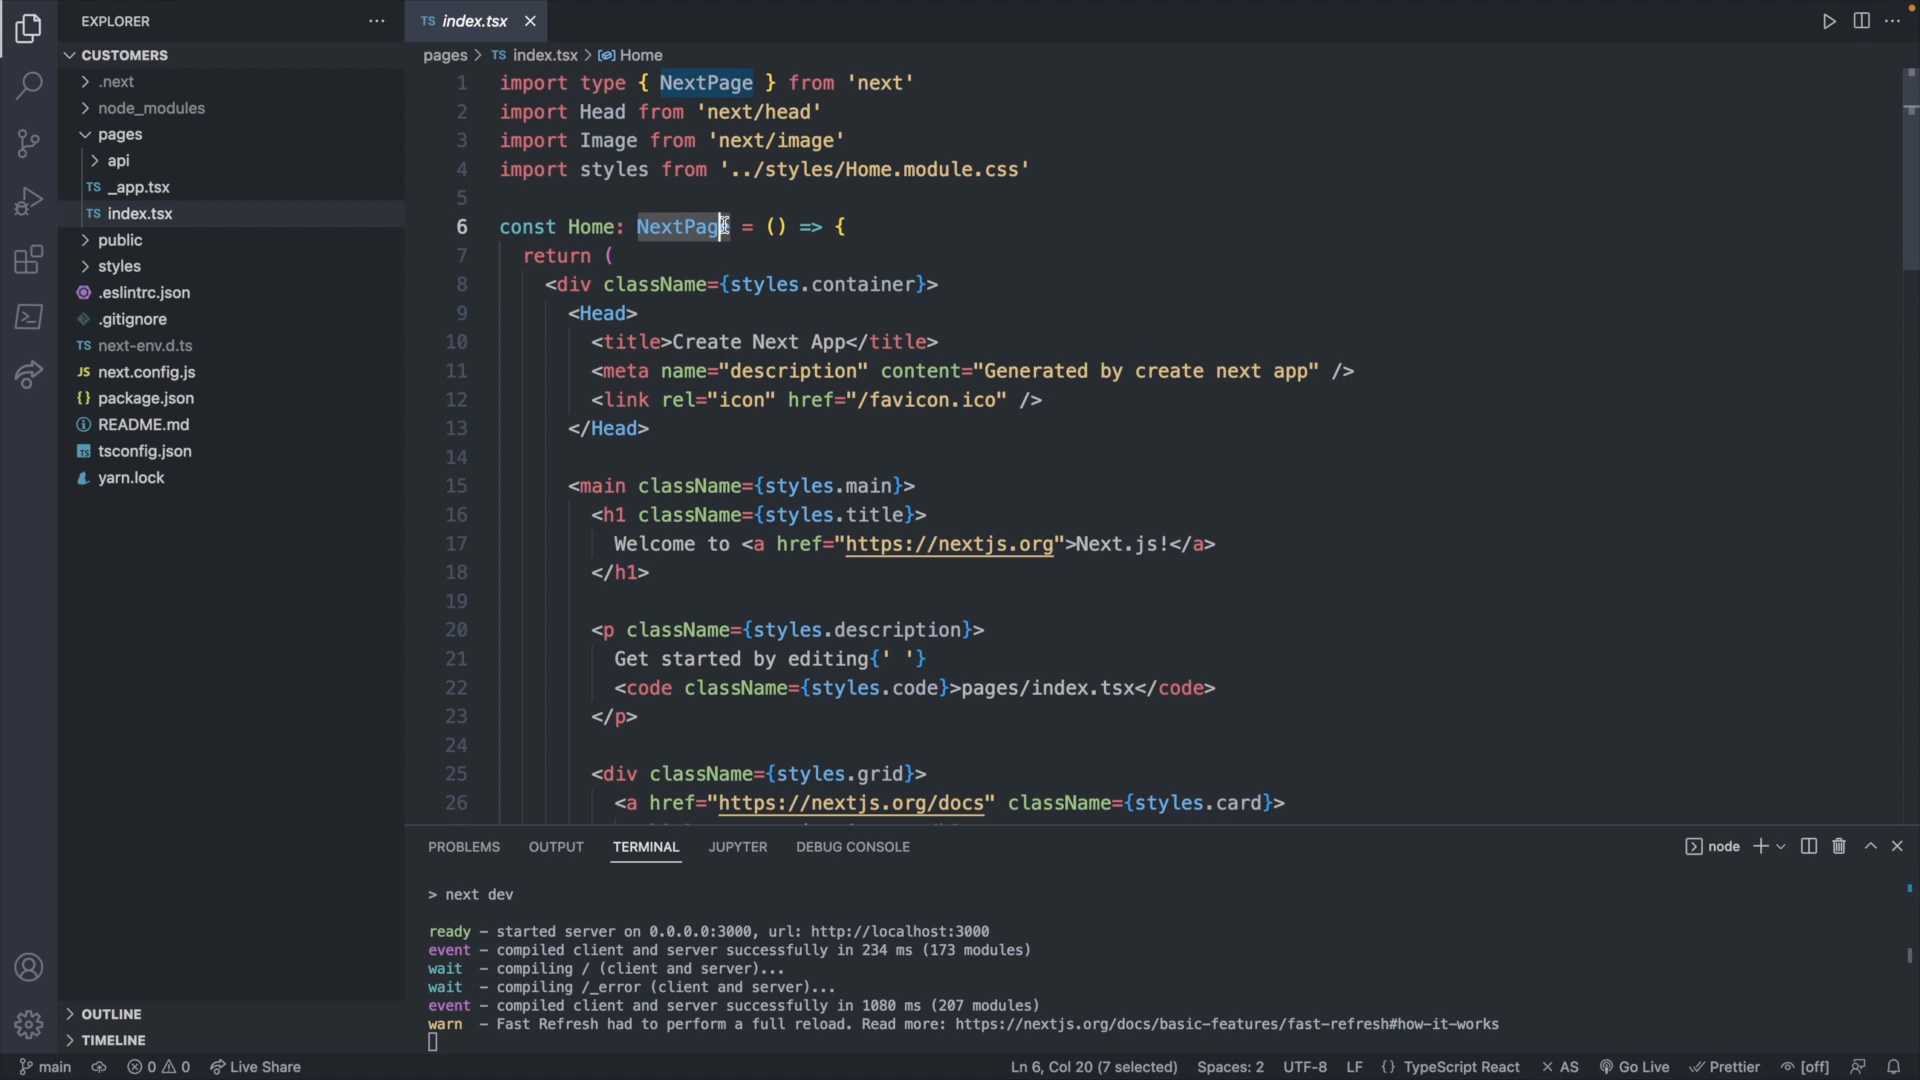 EXPLORER
CUSTOMERS
.next
node_modules
pages
api
TS _app.tsx
TS index.tsx
public
styles
.eslintrc.json
.gitignore
TS next-env.d.ts
JS next.config.js
{} package.json
README.md
TS tsconfig.json
yarn.lock
OUTLINE
TIMELINE
TS index.tsx
pages > TS index.tsx > Home
1 import type { NextPage } from 'next'
2 import Head from 'next/head'
3 import Image from 'next/image'
4 import styles from '../styles/Home.module.css'
5
6 const Home: NextPage = () => {
7 return (
8 <div className={styles.container}>
9 <Head>
10 <title>Create Next App</title>
11 <meta name="description" content="Generated by create next app" />
12 <link rel="icon" href="/favicon.ico" />
13 </Head>
14
15 <main className={styles.main}>
16 <h1 className={styles.title}>
17 Welcome to <a href="https://nextjs.org">Next.js!</a>
18 </h1>
19
20 <p className={styles.description}>
21 Get started by editing{' '}
22 <code className={styles.code}>pages/index.tsx</code>
23 </p>
24
25 <div className={styles.grid}>
26 <a href="https://nextjs.org/docs" className={styles.card}>
PROBLEMS OUTPUT TERMINAL JUPYTER DEBUG CONSOLE node
> next dev
ready - started server on 0.0.0.0:3000, url: http://localhost:3000
event - compiled client and server successfully in 234 ms (173 modules)
wait - compiling / (client and server)...
wait - compiling /_error (client and server)...
event - compiled client and server successfully in 1080 ms (207 modules)
warn - Fast Refresh had to perform a full reload. Read more: https://nextjs.org/docs/basic-features/fast-refresh#how-it-works
main 0 0 Live Share Ln 6, Col 20 (7 selected) Spaces: 2 UTF-8 LF {} TypeScript React × AS Go Live Prettier [off]